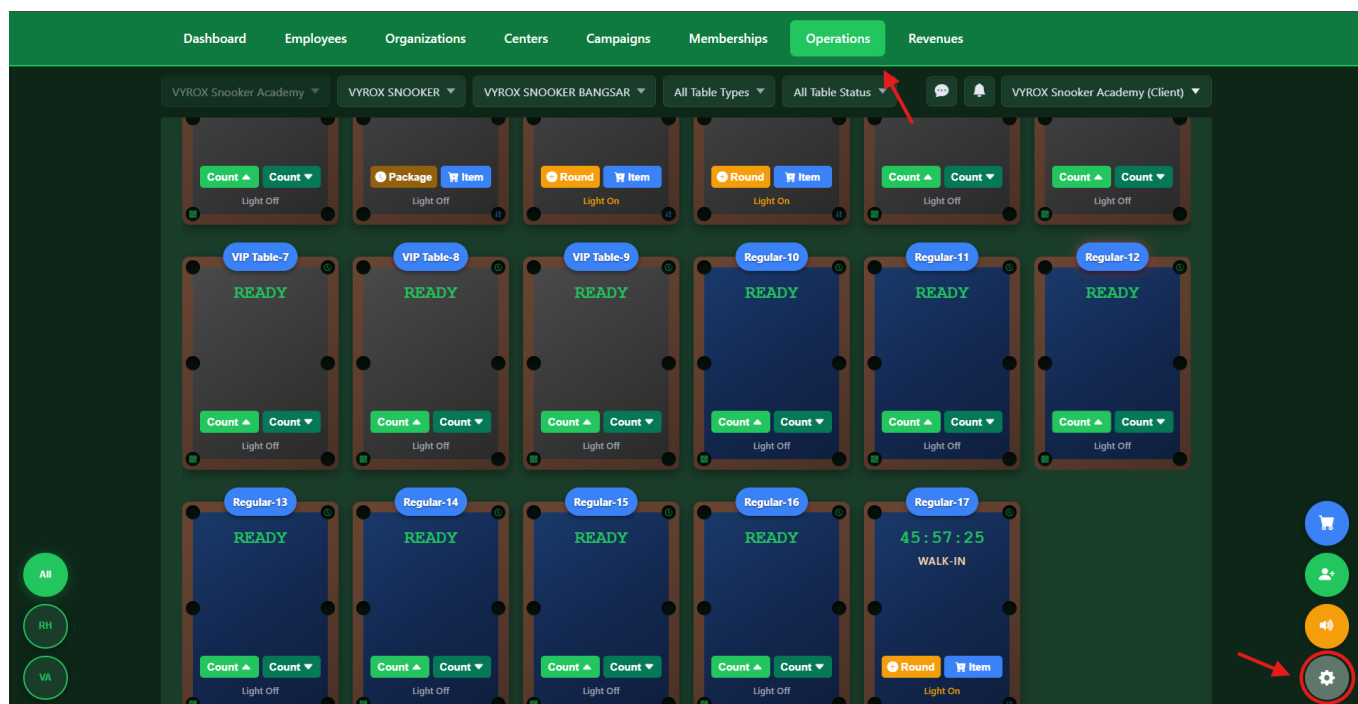 Dashboard Employees Organizations Centers Campaigns Memberships Operations Revenues
VYROX Snooker Academy VYROX SNOOKER VYROX SNOOKER BANGSAR All Table Types All Table Status VYROX Snooker Academy (Client)
Count Count Package Item Round Item Round Item Count Count Count Count
Light Off Light Off Light On Light On Light Off Light Off
VIP Table-7 VIP Table-8 VIP Table-9 Regular-10 Regular-11 Regular-12
READY READY READY READY READY READY
Count Count Count Count Count Count Count Count Count Count Count Count
Light Off Light Off Light Off Light Off Light Off Light Off
Regular-13 Regular-14 Regular-15 Regular-16 Regular-17
READY READY READY READY 45:57:25
WALK-IN
All
RH
VA
Count Count Count Count Count Count Count Count Round Item
Light Off Light Off Light Off Light Off Light On